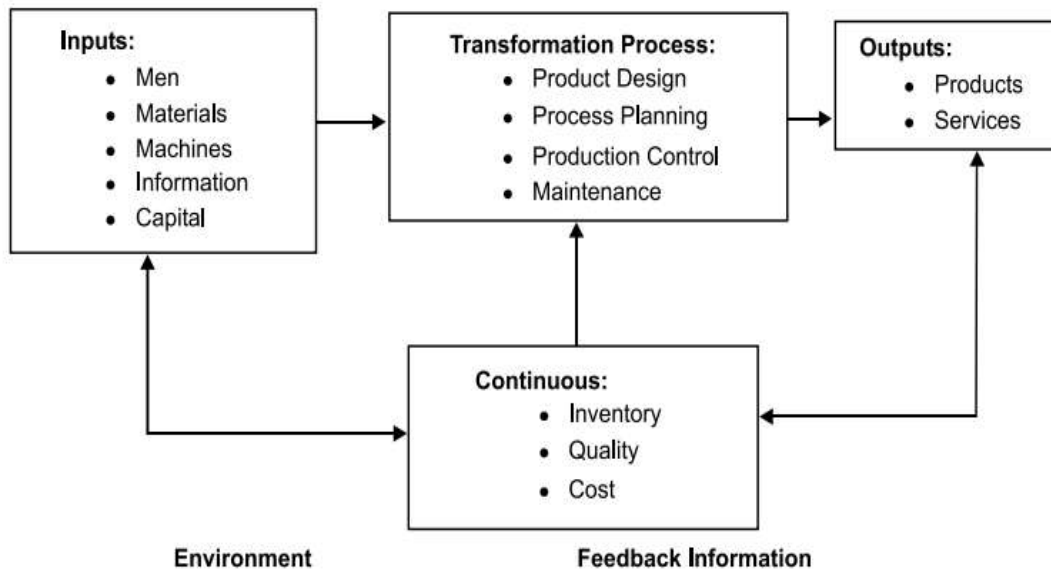 Inputs:
• Men
• Materials
• Machines
• Information
• Capital
Transformation Process:
• Product Design
• Process Planning
• Production Control
• Maintenance
Outputs:
• Products
• Services
Continuous:
• Inventory
• Quality
• Cost
Environment
Feedback Information